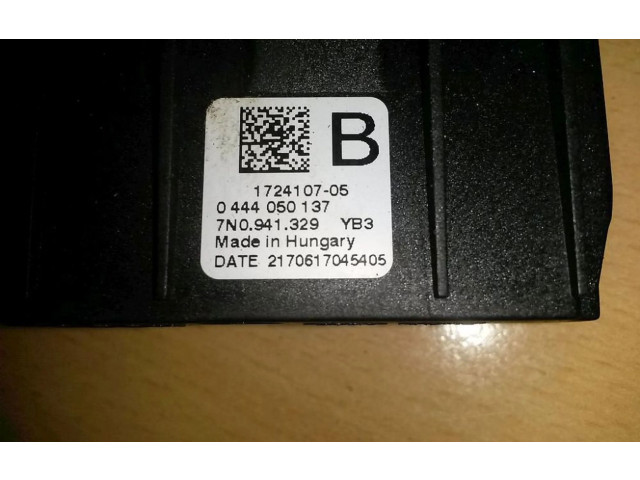 B
1724107-05
0 444 050 137
7N0.941.329 YB3
Made in Hungary
DATE 2170617045405